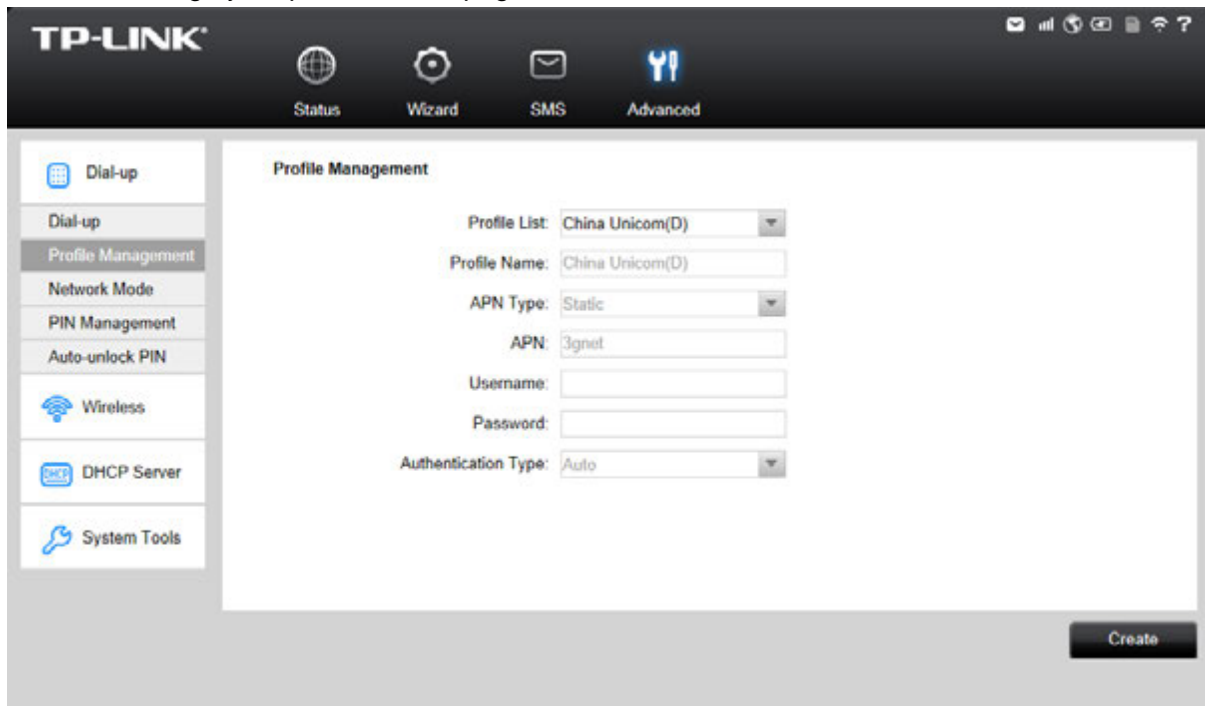 TP-LINK
Status Wizard SMS Advanced
Dial-up
Dial-up
Profile Management
Network Mode
PIN Management
Auto-unlock PIN
Wireless
DHCP
DHCP Server
System Tools
Profile Management
Profile List: China Unicom(D)
Profile Name: China Unicom(D)
APN Type: Static
APN: 3gnet
Username:
Password:
Authentication Type: Auto
Create